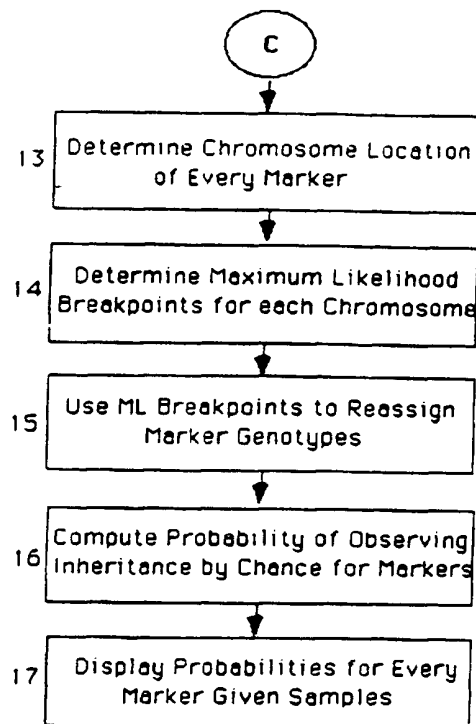 C
13
Determine Chromosome Location
of Every Marker
14
Determine Maximum Likelihood
Breakpoints for each Chromosome
15
Use ML Breakpoints to Reassign
Marker Genotypes
16
Compute Probability of Observing
Inheritance by Chance for Markers
17
Display Probabilities for Every
Marker Given Samples